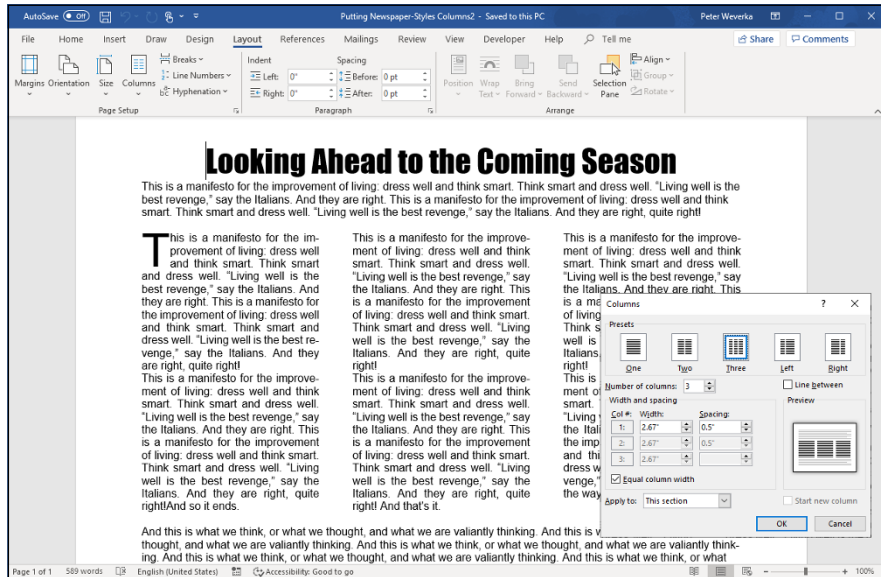 AutoSave Off Putting Newspaper-Styles Columns2 - Saved to this PC Peter Weverka
File Home Insert Draw Design Layout References Mailings Review View Developer Help Tell me Share Comments
Margins Orientation Size Columns
Breaks
Line Numbers
Hyphenation
Page Setup
Indent Spacing
Left: 0" Before: 0 pt
Right: 0" After: 0 pt
Paragraph
Position Wrap Text Bring Forward Send Backward Selection Pane
Align
Group
Rotate
Arrange
Looking Ahead to the Coming Season
This is a manifesto for the improvement of living: dress well and think smart. Think smart and dress well. “Living well is the
best revenge,” say the Italians. And they are right. This is a manifesto for the improvement of living: dress well and think
smart. Think smart and dress well. “Living well is the best revenge,” say the Italians. And they are right, quite right!
This is a manifesto for the im-
provement of living: dress well
and think smart. Think smart
and dress well. “Living well is the
best revenge,” say the Italians. And
they are right. This is a manifesto for
the improvement of living: dress well
and think smart. Think smart and
dress well. “Living well is the best re-
venge,” say the Italians. And they
are right, quite right!
This is a manifesto for the improve-
ment of living: dress well and think
smart. Think smart and dress well.
“Living well is the best revenge,” say
the Italians. And they are right. This
is a manifesto for the improvement
of living: dress well and think smart.
Think smart and dress well. “Living
well is the best revenge,” say the
Italians. And they are right, quite
right!And so it ends.
This is a manifesto for the improve-
ment of living: dress well and think
smart. Think smart and dress well.
“Living well is the best revenge,” say
the Italians. And they are right. This
is a manifesto for the improvement
of living: dress well and think smart.
Think smart and dress well. “Living
well is the best revenge,” say the
Italians. And they are right, quite
right!
This is a manifesto for the improve-
ment of living: dress well and think
smart. Think smart and dress well.
“Living well is the best revenge,” say
the Italians. And they are right. This
is a manifesto for the improvement
of living: dress well and think smart.
Think smart and dress well. “Living
well is the best revenge,” say the
Italians. And they are right, quite
right! And that's it.
This is a manifesto for the improve-
ment of living: dress well and think
smart. Think smart and dress well.
“Living well is the best revenge,” say
the Italians. And they are right. This
is a
of living
Think s
well is
Italians,
right!
This is
ment of
smart.
“Living
the Ital
is a ma
the imp
and thi
dress w
venge,”
the way
And this is what we think, or what we thought, and what we are valiantly thinking. And this is
thought, and what we are valiantly thinking. And this is what we think, or what we thought, and what we are valiantly think-
ing. And this is what we think, or what we thought, and what we are valiantly thinking. And this is what we think, or what
Columns ? ×
Presets
One Two Three Left Right
Number of columns: 3 Line between
Width and spacing Preview
Col #: Width: Spacing:
1: 2.67" 0.5"
2: 2.67" 0.5"
3: 2.67"
Equal column width
Apply to: This section Start new column
OK Cancel
Page 1 of 1 589 words English (United States) Accessibility: Good to go 100%